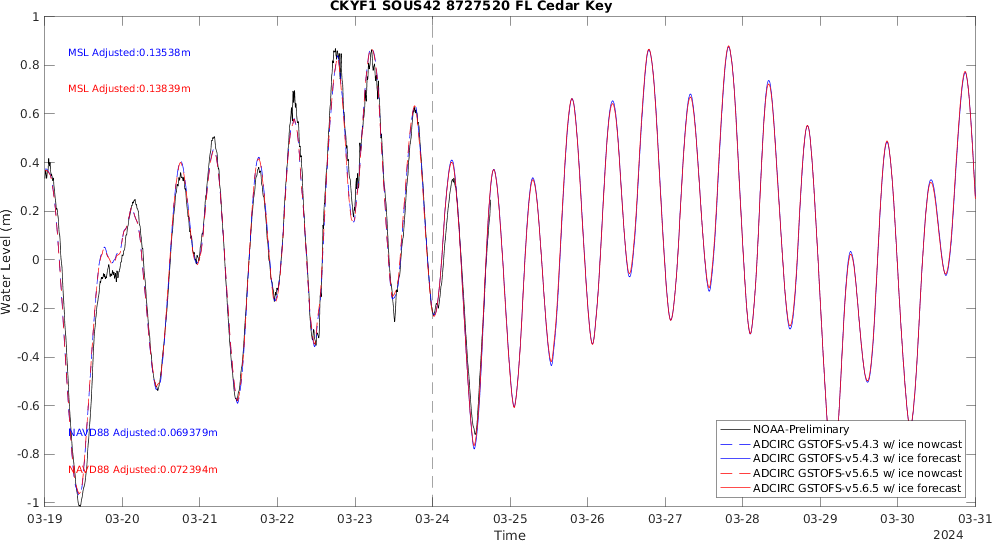 CKYF1 SOUS42 8727520 FL Cedar Key
1
0.8
0.6
0.4
0.2
0
-0.2
-0.4
-0.6
-0.8
-1
Water Level (m)
MSL Adjusted:0.13538m
MSL Adjusted:0.13839m
NAVD88 Adjusted:0.069379m
NAVD88 Adjusted:0.072394m
NOAA-Preliminary
ADCIRC GSTOFS-v5.4.3 w/ ice nowcast
ADCIRC GSTOFS-v5.4.3 w/ ice forecast
ADCIRC GSTOFS-v5.6.5 w/ ice nowcast
ADCIRC GSTOFS-v5.6.5 w/ ice forecast
03-19 03-20 03-21 03-22 03-23 03-24 03-25 03-26 03-27 03-28 03-29 03-30 03-31
Time
2024